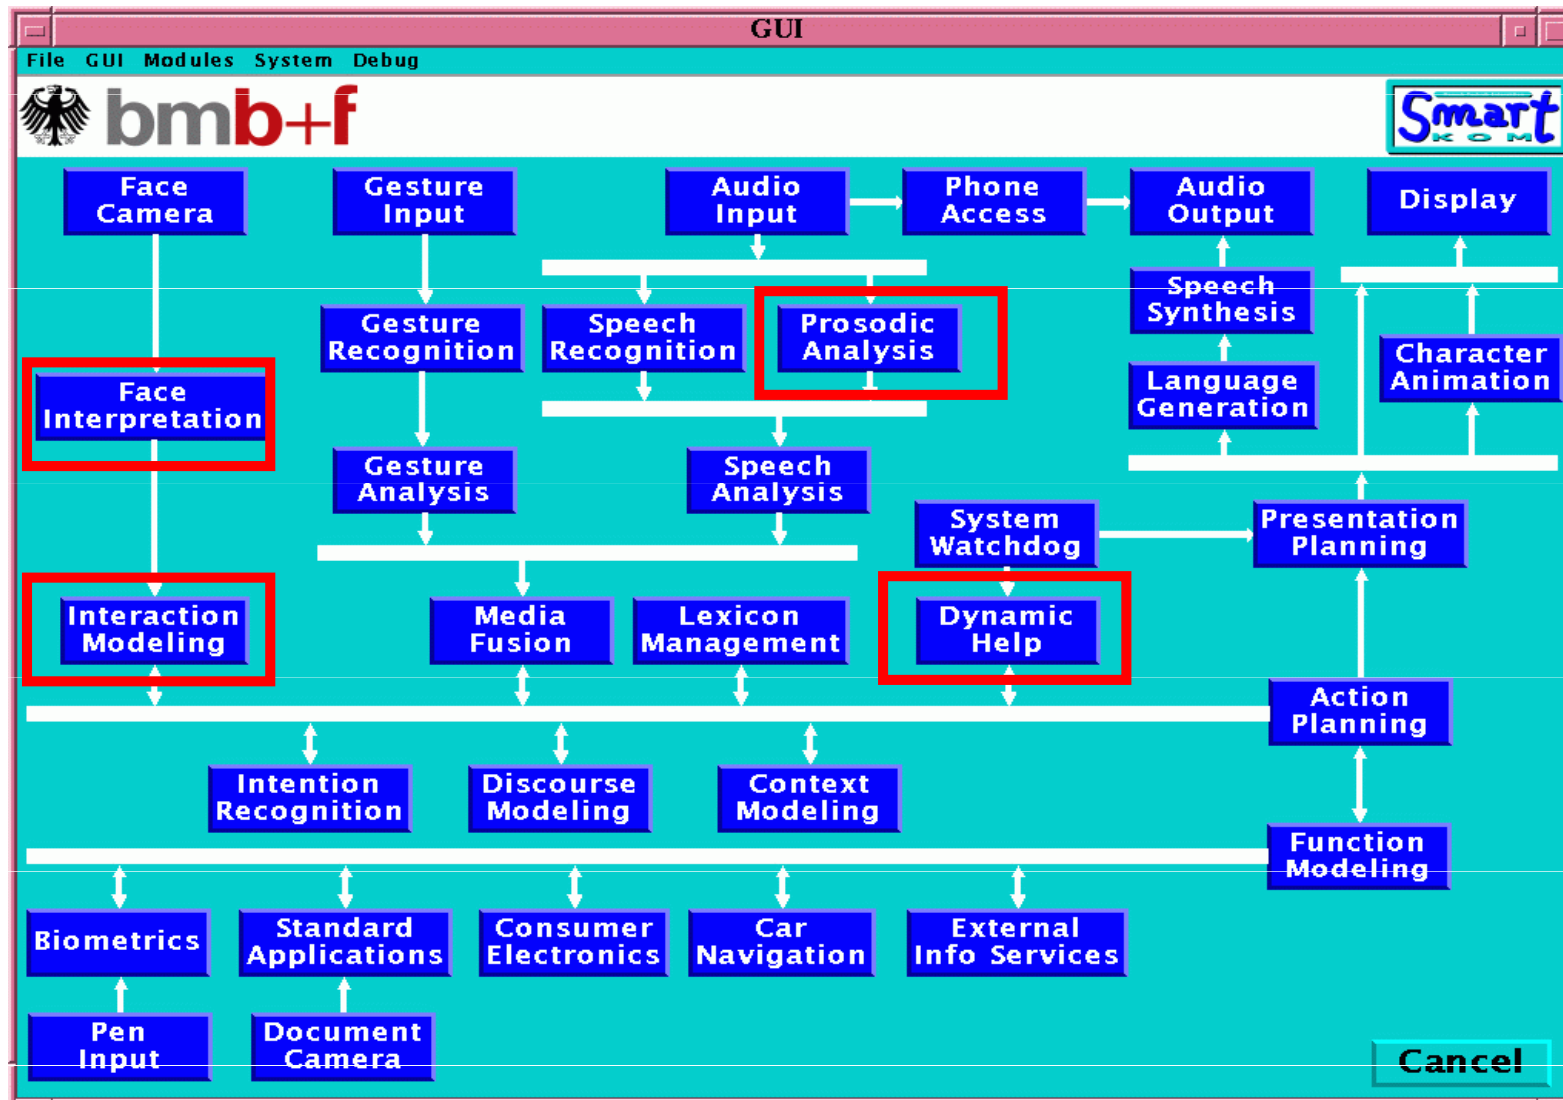 GUI
File GUI Modules System Debug
bmb+f
Smart
KOM
Face
Camera
Gesture
Input
Audio
Input
Phone
Access
Audio
Output
Display
Speech
Synthesis
Gesture
Recognition
Speech
Recognition
Prosodic
Analysis
Character
Animation
Language
Generation
Face
Interpretation
Gesture
Analysis
Speech
Analysis
System
Watchdog
Presentation
Planning
Interaction
Modeling
Media
Fusion
Lexicon
Management
Dynamic
Help
Action
Planning
Intention
Recognition
Discourse
Modeling
Context
Modeling
Function
Modeling
Biometrics
Standard
Applications
Consumer
Electronics
Car
Navigation
External
Info Services
Pen
Input
Document
Camera
Cancel